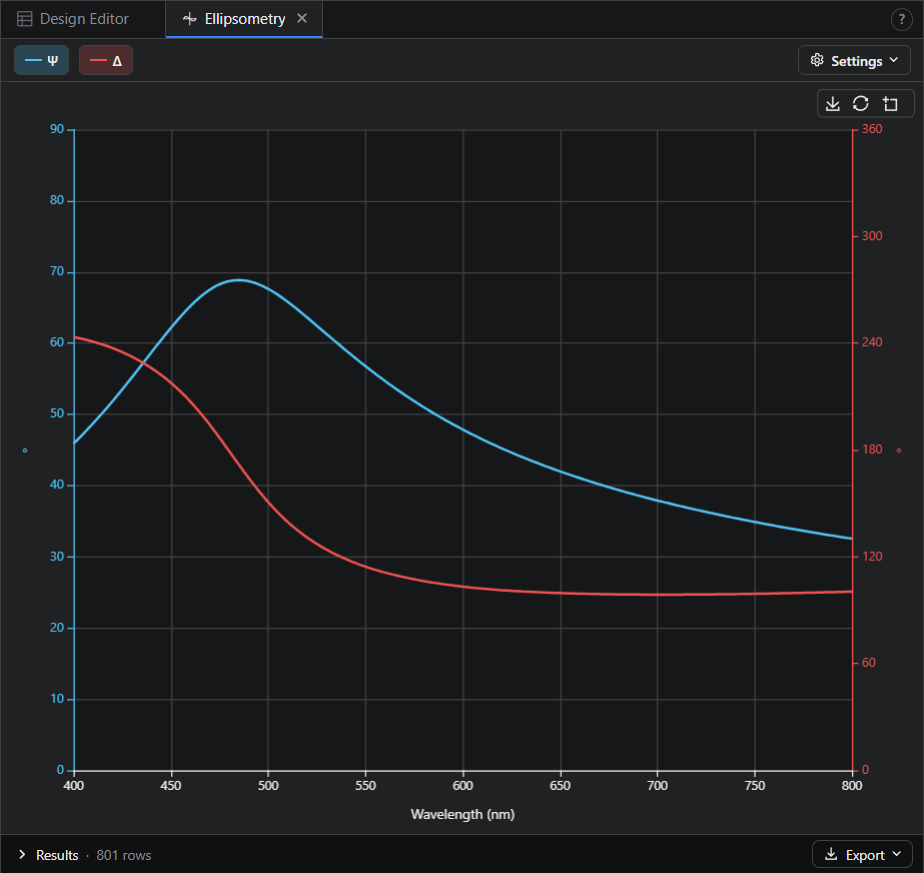 Design Editor
Ellipsometry
?
Ψ
Δ
Settings
90
80
70
60
50
40
30
20
10
0
°
360
300
240
180
120
60
0
°
400 450 500 550 600 650 700 750 800
Wavelength (nm)
Results · 801 rows
Export